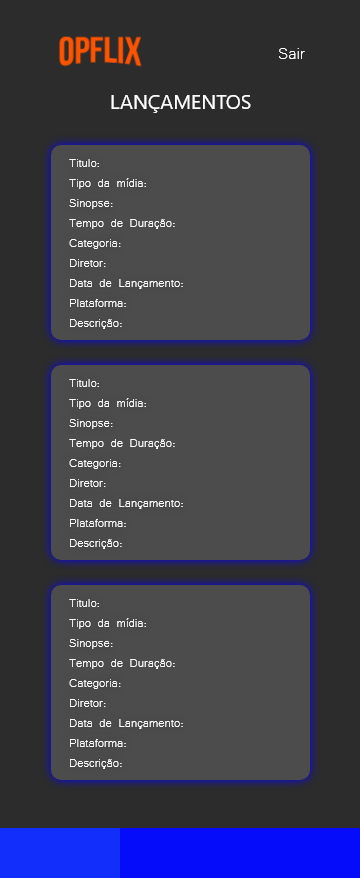 OPFLIX
Sair
LANÇAMENTOS
Titulo:
Tipo da mídia:
Sinopse:
Tempo de Duração:
Categoria:
Diretor:
Data de Lançamento:
Plataforma:
Descrição:
Titulo:
Tipo da mídia:
Sinopse:
Tempo de Duração:
Categoria:
Diretor:
Data de Lançamento:
Plataforma:
Descrição:
Titulo:
Tipo da mídia:
Sinopse:
Tempo de Duração:
Categoria:
Diretor:
Data de Lançamento:
Plataforma:
Descrição: